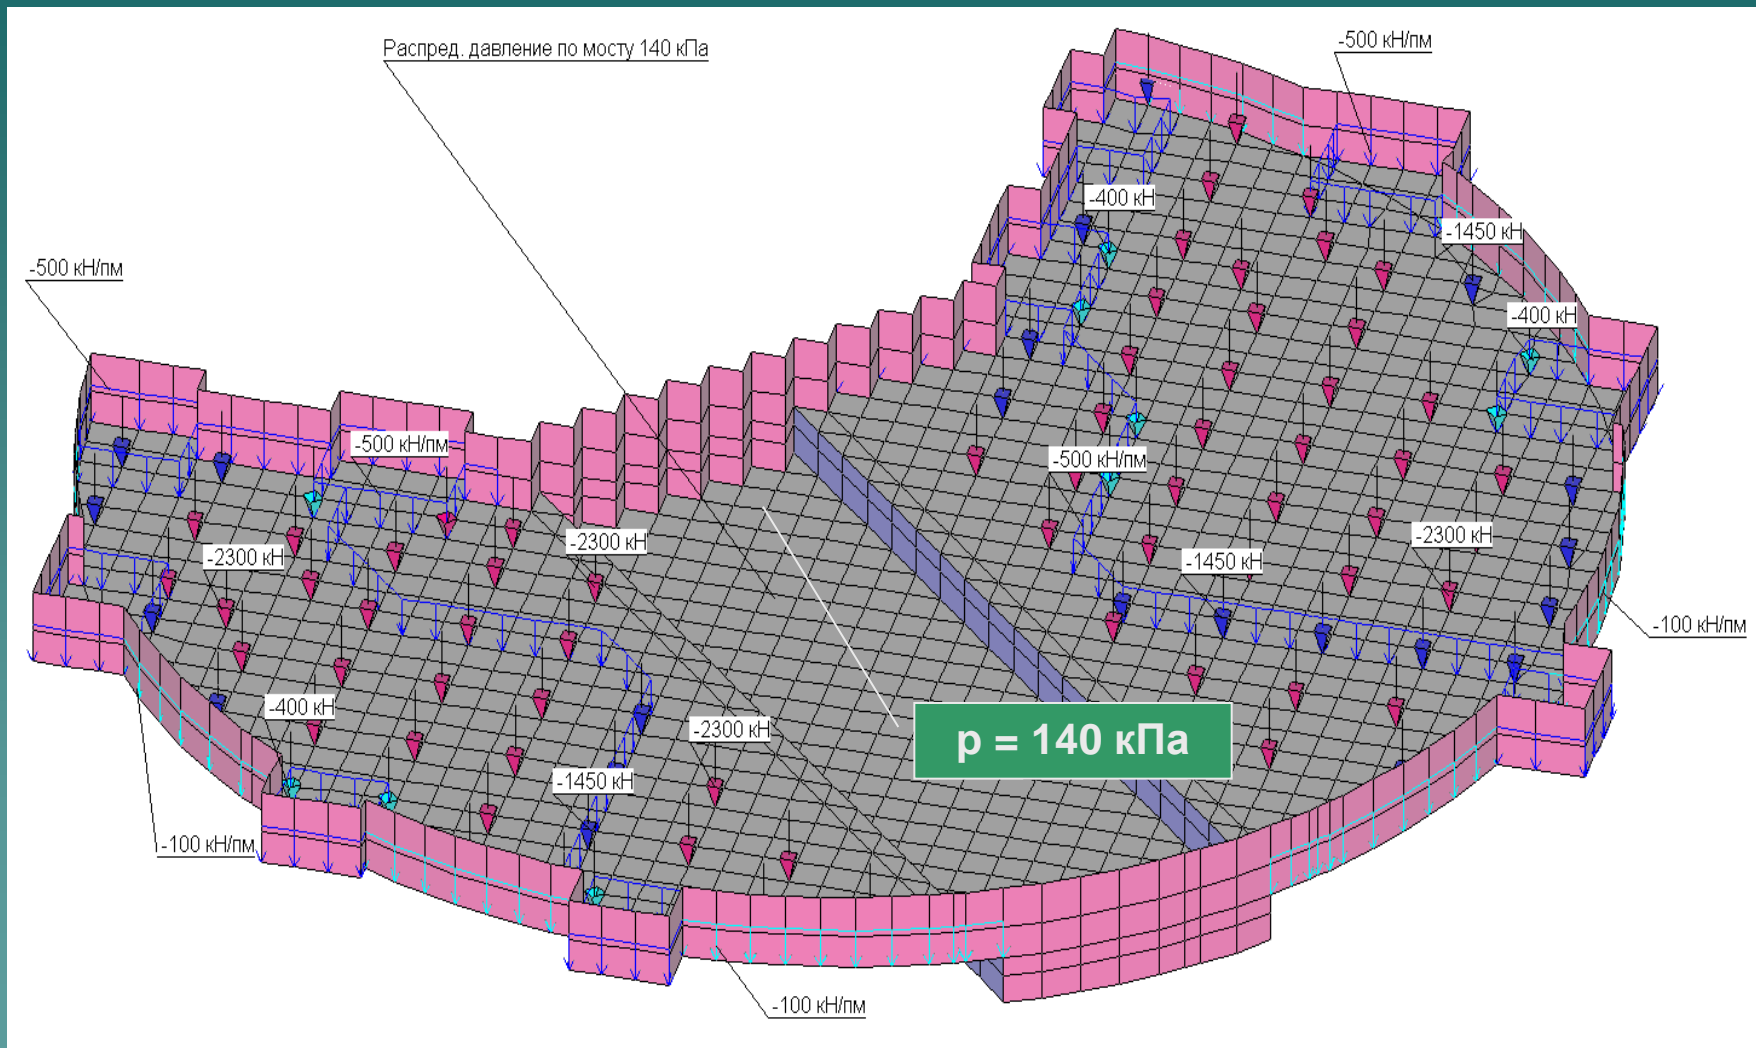 Распред. давление по мосту 140 кПа
-500 кН/пм
-400 кН
-1450 кН
-500 кН/пм
-400 кН
-500 кН/пм
-500 кН/пм
-2300 кН
-2300 кН
-1450 кН
-2300 кН
-100 кН/пм
-400 кН
-2300 кН
p = 140 кПа
-1450 кН
-100 кН/пм
-100 кН/пм